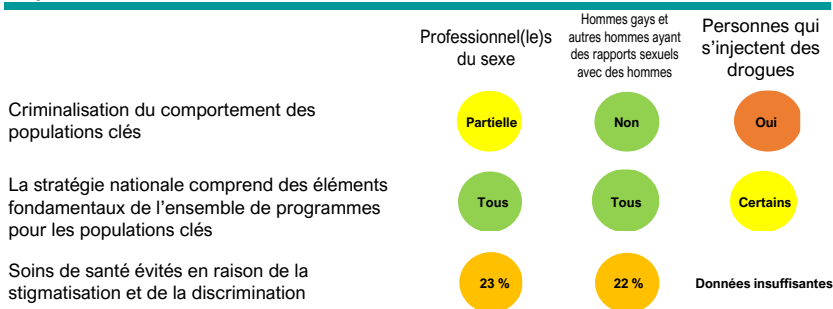 Professionnel(le)s
du sexe
Hommes gays et
autres hommes ayant
des rapports sexuels
avec des hommes
Personnes qui
s'injectent des
drogues
Criminalisation du comportement des
populations clés
Partielle
Non
Oui
La stratégie nationale comprend des éléments
fondamentaux de l'ensemble de programmes
pour les populations clés
Tous
Tous
Certains
Soins de santé évités en raison de la
stigmatisation et de la discrimination
23 %
22 %
Données insuffisantes